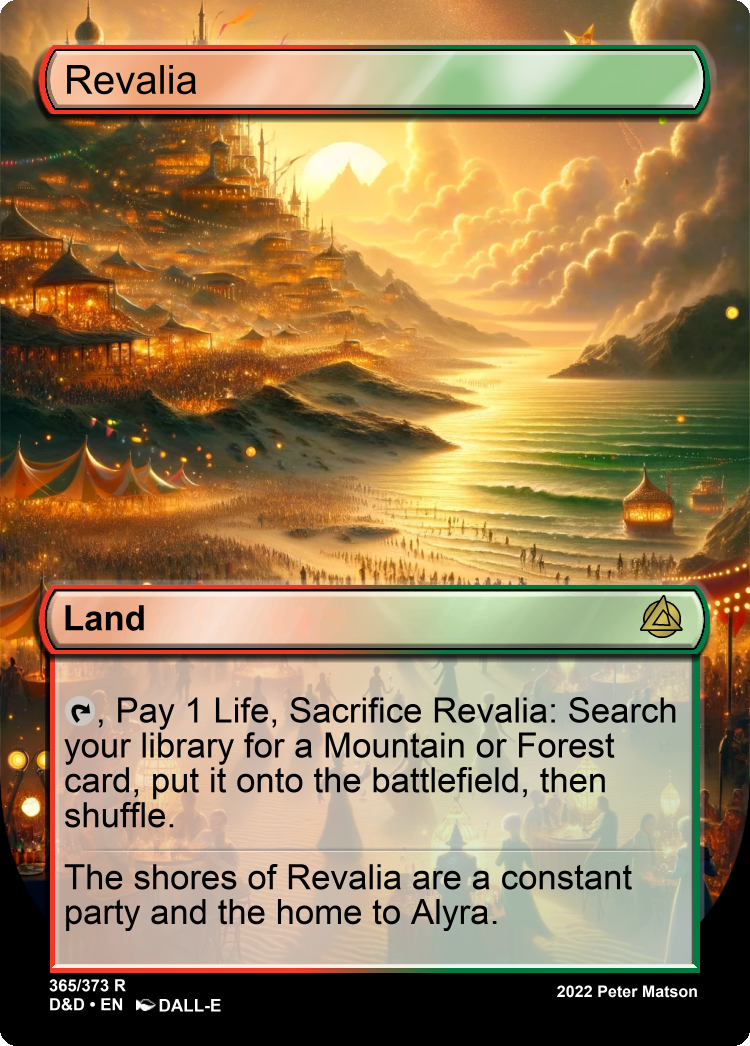 Revalia
Land
, Pay 1 Life, Sacrifice Revalia: Search
your library for a Mountain or Forest
card, put it onto the battlefield, then
shuffle.
The shores of Revalia are a constant
party and the home to Alyra.
365/373 R
D&D • EN DALL-E
2022 Peter Matson